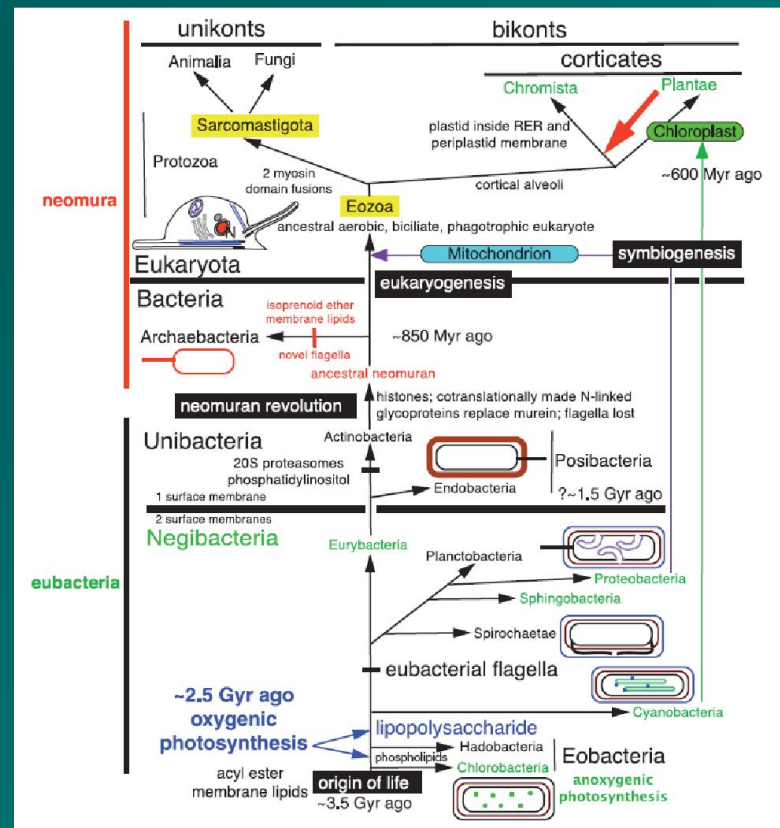 unikonts
bikonts
Animalia
Fungi
corticates
Chromista
Plantae
Sarcomastigota
plastid inside RER and
periplastid membrane
Chloroplast
Protozoa
2 myosin
domain fusions
cortical alveoli
~600 Myr ago
neomura
Eozoa
N
ancestral aerobic, biciliate, phagotrophic eukaryote
Mitochondrion
symbiogenesis
Eukaryota
eukaryogenesis
Bacteria
isoprenoid ether
membrane lipids
Archaebacteria
novel flagella
~850 Myr ago
ancestral neomuran
neomuran revolution
histones; cotranslationally made N-linked
glycoproteins replace murein; flagella lost
Actinobacteria
Unibacteria
20S proteasomes
phosphatidylinositol
Posibacteria
Endobacteria
?~1.5 Gyr ago
1 surface membrane
2 surface membranes
Negibacteria
Eurybacteria
Planctobacteria
eubacteria
Proteobacteria
Sphingobacteria
Spirochaetae
eubacterial flagella
~2.5 Gyr ago
oxygenic
photosynthesis
Cyanobacteria
lipopolysaccharide
Hadobacteria
phospholipids
Eobacteria
Chlorobacteria
acyl ester
membrane lipids
origin of life
~3.5 Gyr ago
anoxygenic
photosynthesis